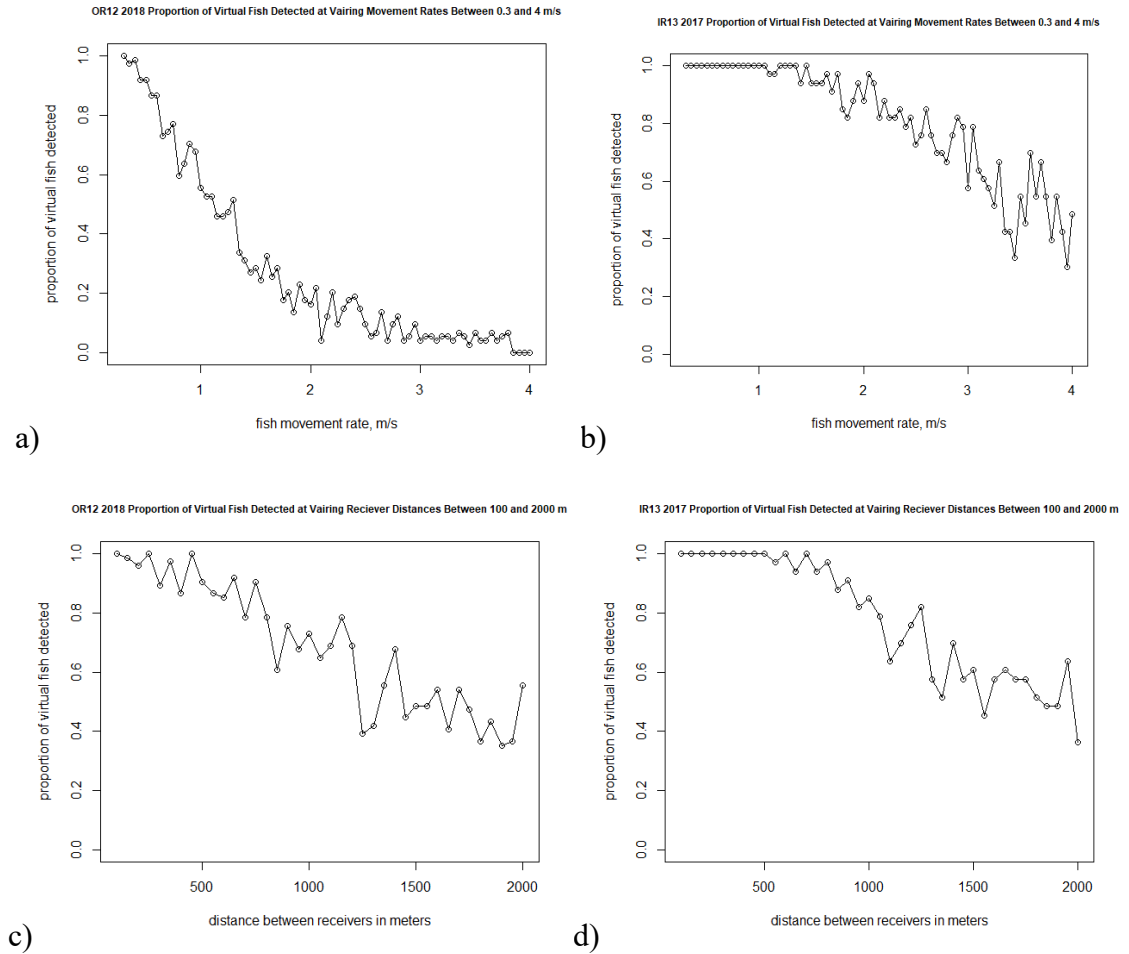 OR12 2018 Proportion of Virtual Fish Detected at Vairing Movement Rates Between 0.3 and 4 m/s
proportion of virtual fish detected
0.0 0.2 0.4 0.6 0.8 1.0
1 2 3 4
fish movement rate, m/s
a)
IR13 2017 Proportion of Virtual Fish Detected at Vairing Movement Rates Between 0.3 and 4 m/s
proportion of virtual fish detected
0.0 0.2 0.4 0.6 0.8 1.0
1 2 3 4
fish movement rate, m/s
b)
OR12 2018 Proportion of Virtual Fish Detected at Vairing Reciever Distances Between 100 and 2000 m
proportion of virtual fish detected
0.0 0.2 0.4 0.6 0.8 1.0
500 1000 1500 2000
distance between receivers in meters
c)
IR13 2017 Proportion of Virtual Fish Detected at Vairing Reciever Distances Between 100 and 2000 m
proportion of virtual fish detected
0.0 0.2 0.4 0.6 0.8 1.0
500 1000 1500 2000
distance between receivers in meters
d)